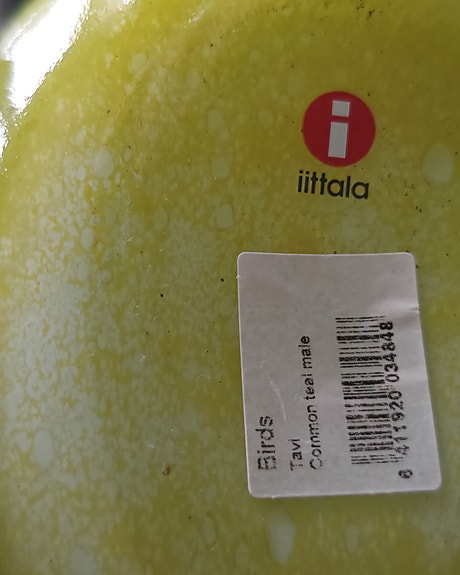 iittala
Birds
Tavi
Common teal male
6 411920 034848